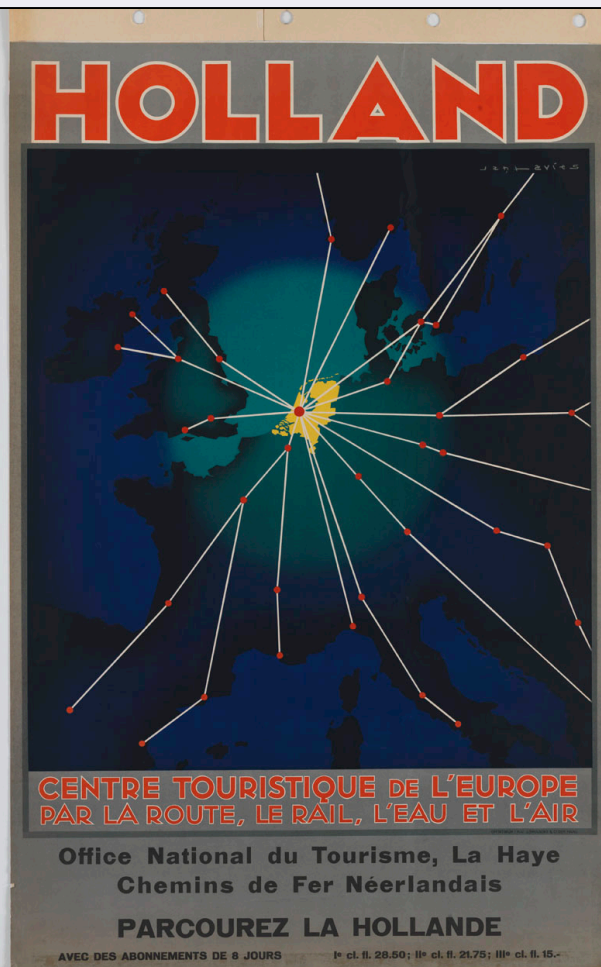 HOLLAND
JAN LAVIES
CENTRE TOURISTIQUE DE L'EUROPE
PAR LA ROUTE, LE RAIL, L'EAU ET L'AIR
Office National du Tourisme, La Haye
Chemins de Fer Néerlandais
PARCOUREZ LA HOLLANDE
AVEC DES ABONNEMENTS DE 8 JOURS Ie cl. fl. 28.50; IIe cl. fl. 21.75; IIIe cl. fl. 15.-